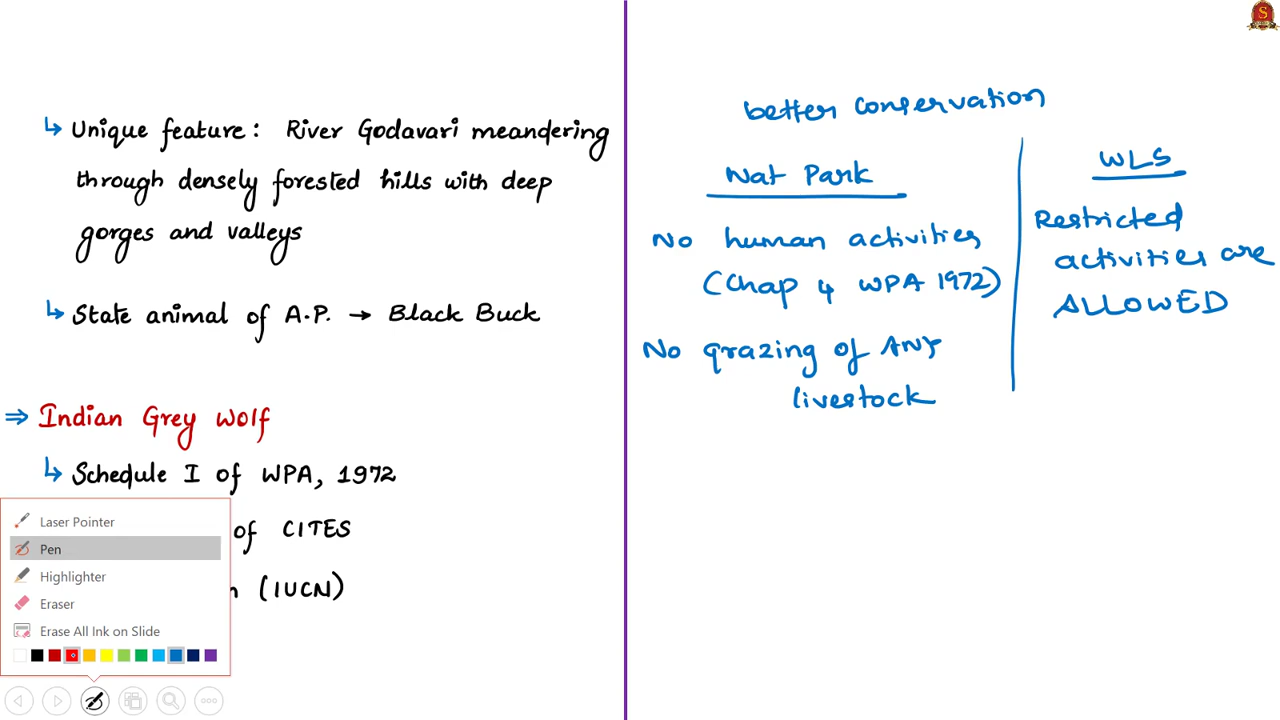 ↳ Unique feature: River Godavari meandering
through densely forested hills with deep
gorges and valleys
↳ State animal of A.P. → Black Buck
⇒ Indian Grey Wolf
↳ Schedule I of WPA, 1972
of CITES
(IUCN)
Laser Pointer
Pen
Highlighter
Eraser
Erase All Ink on Slide
better conservation
Nat Park
No human activities
(Chap 4 WPA 1972)
No grazing of ANY
livestock
WLS
Restricted
activities are
ALLOWED
S